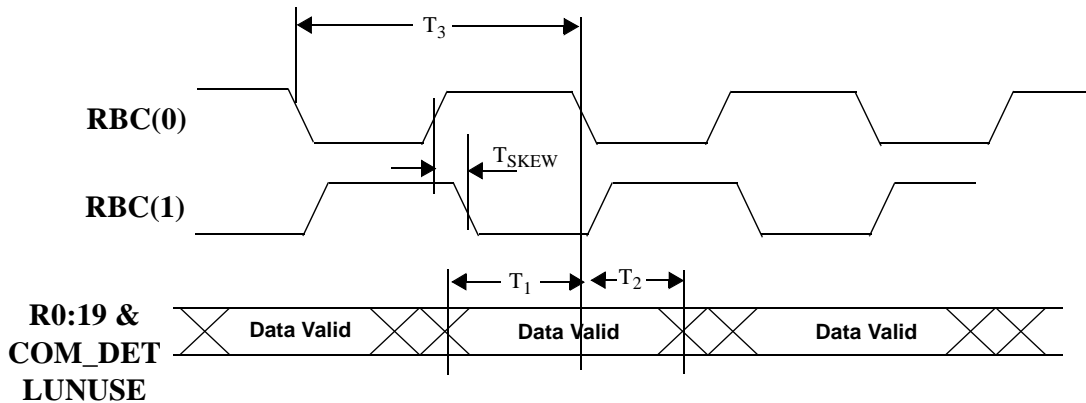 T3
RBC(0)
TSKEW
RBC(1)
T1
T2
R0:19 &
COM_DET
LUNUSE
Data Valid
Data Valid
Data Valid